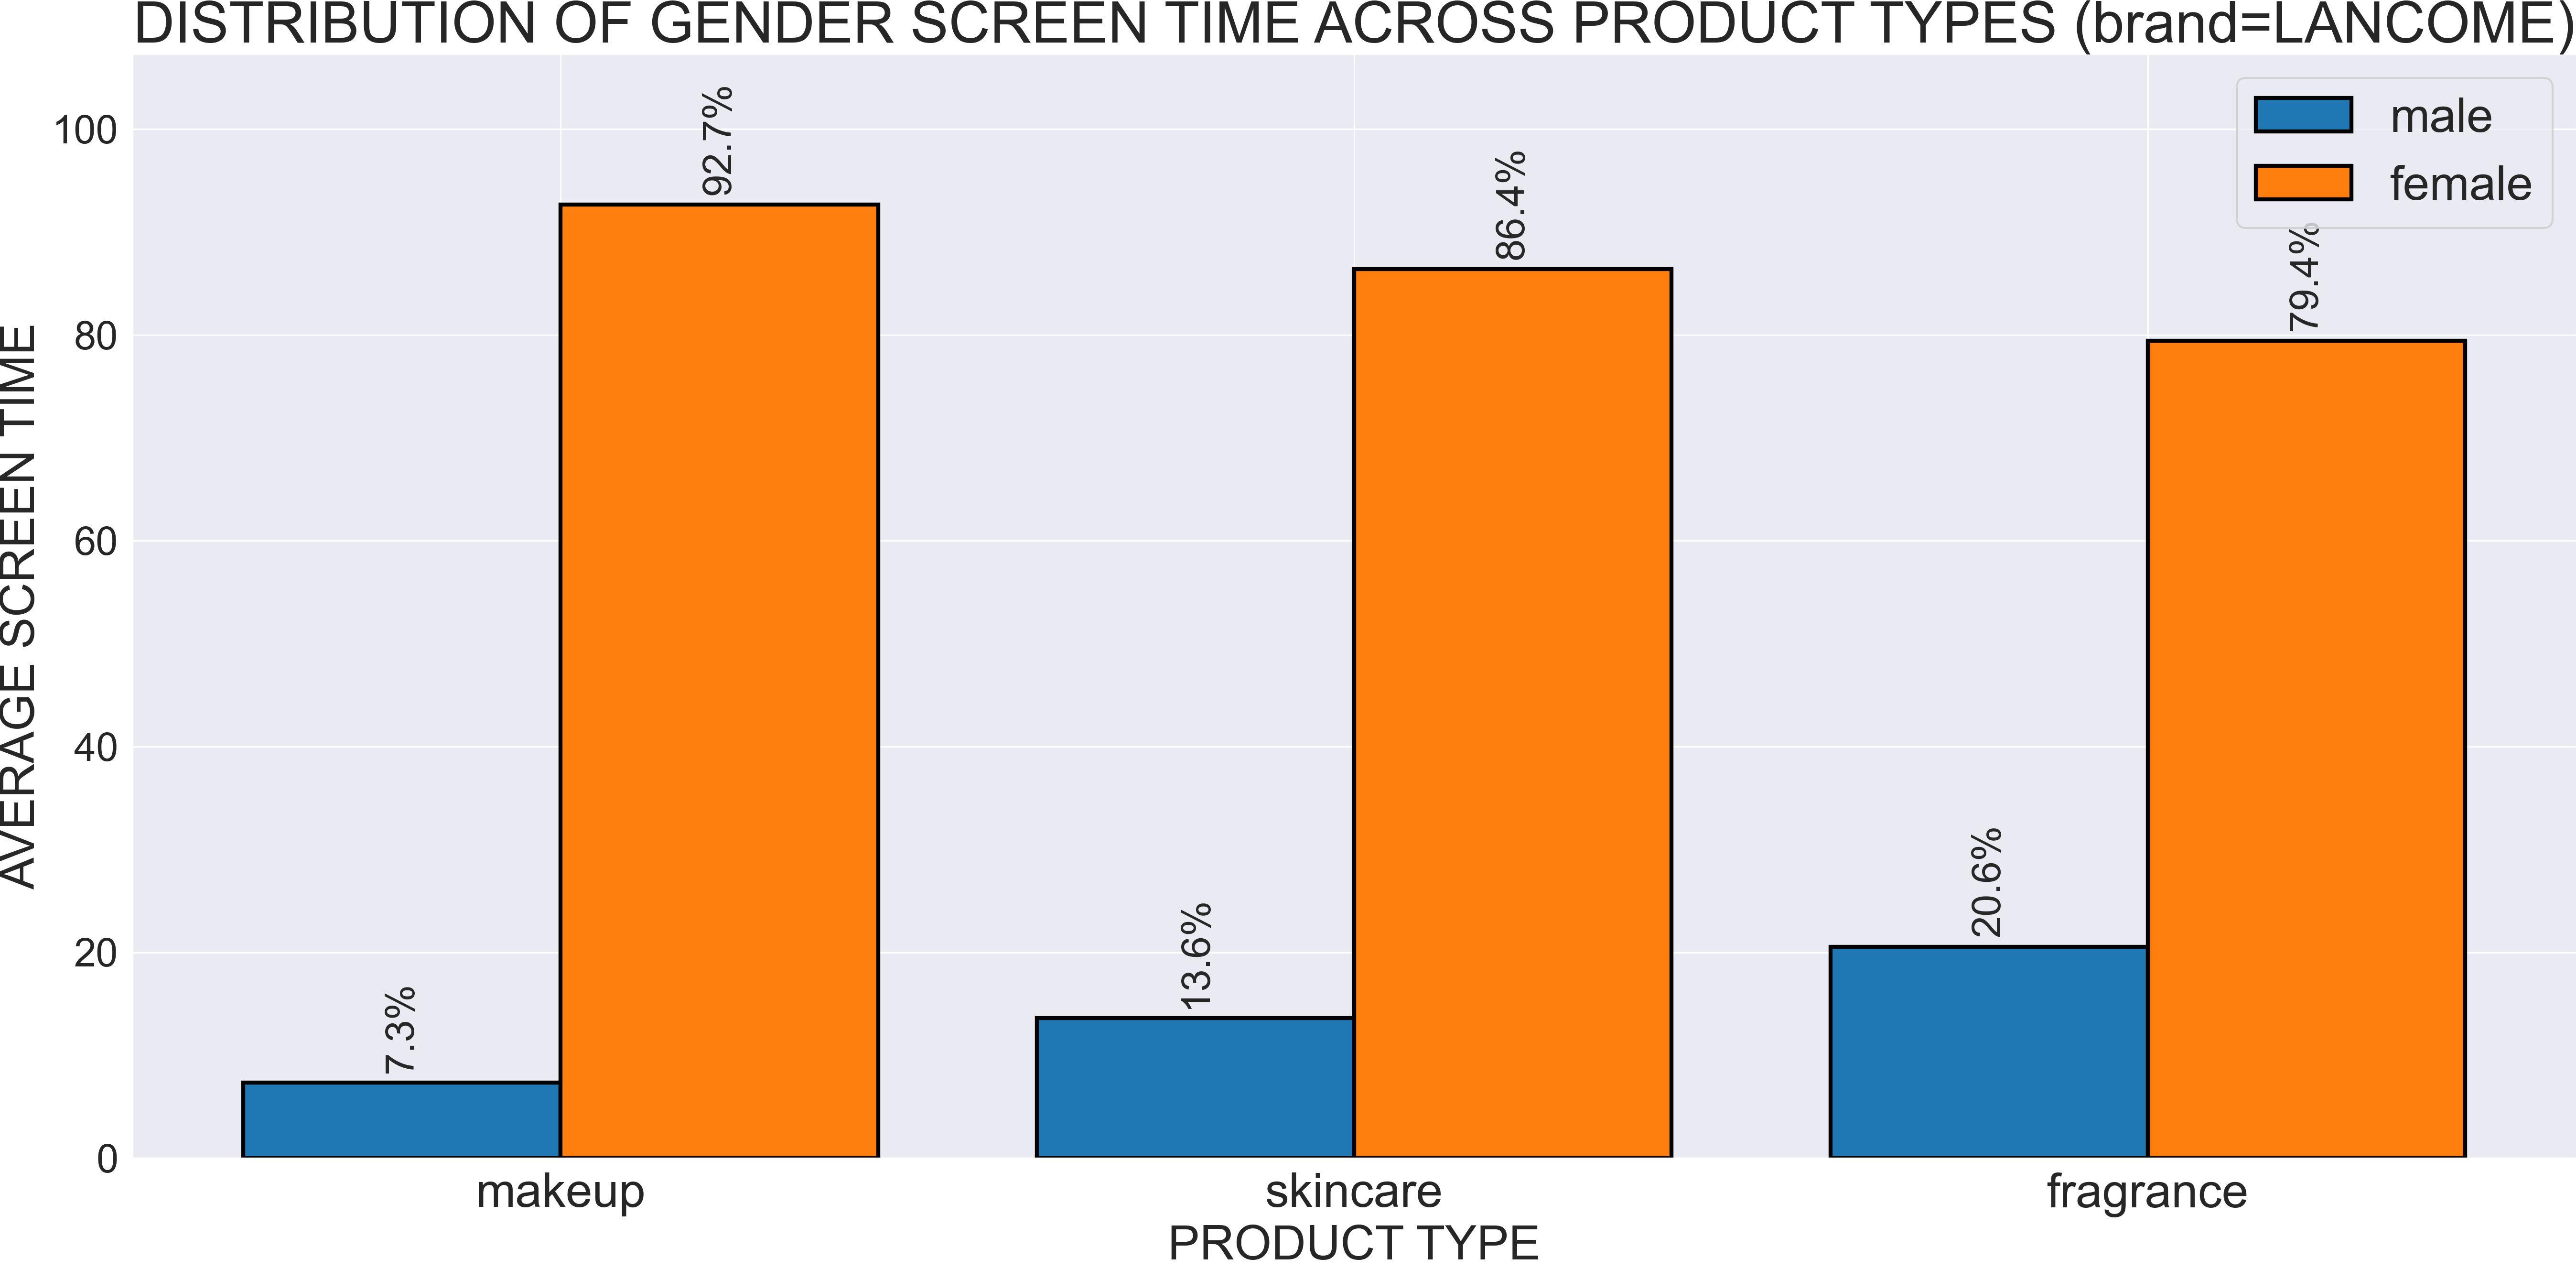 DISTRIBUTION OF GENDER SCREEN TIME ACROSS PRODUCT TYPES (brand=LANCOME)
male
female
AVERAGE SCREEN TIME
100
80
60
40
20
0
7.3%
92.7%
13.6%
86.4%
20.6%
79.4%
makeup
skincare
fragrance
PRODUCT TYPE